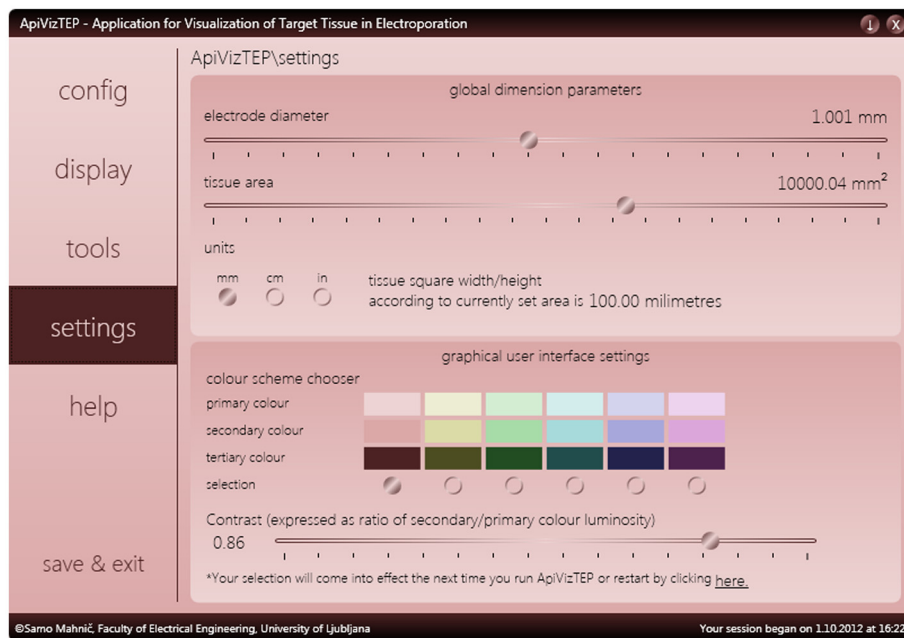 ApiVizTEP - Application for Visualization of Target Tissue in Electroporation
X
ApiVizTEP\settings
config
display
tools
settings
help
save & exit
global dimension parameters
electrode diameter 1.001 mm
tissue area 10000.04 mm²
units
mm cm in
tissue square width/height
according to currently set area is 100.00 milimetres
graphical user interface settings
colour scheme chooser
primary colour
secondary colour
tertiary colour
selection
Contrast (expressed as ratio of secondary/primary colour luminosity)
0.86
*Your selection will come into effect the next time you run ApiVizTEP or restart by clicking here.
©Samo Mahnič, Faculty of Electrical Engineering, University of Ljubljana
Your session began on 1.10.2012 at 16:22